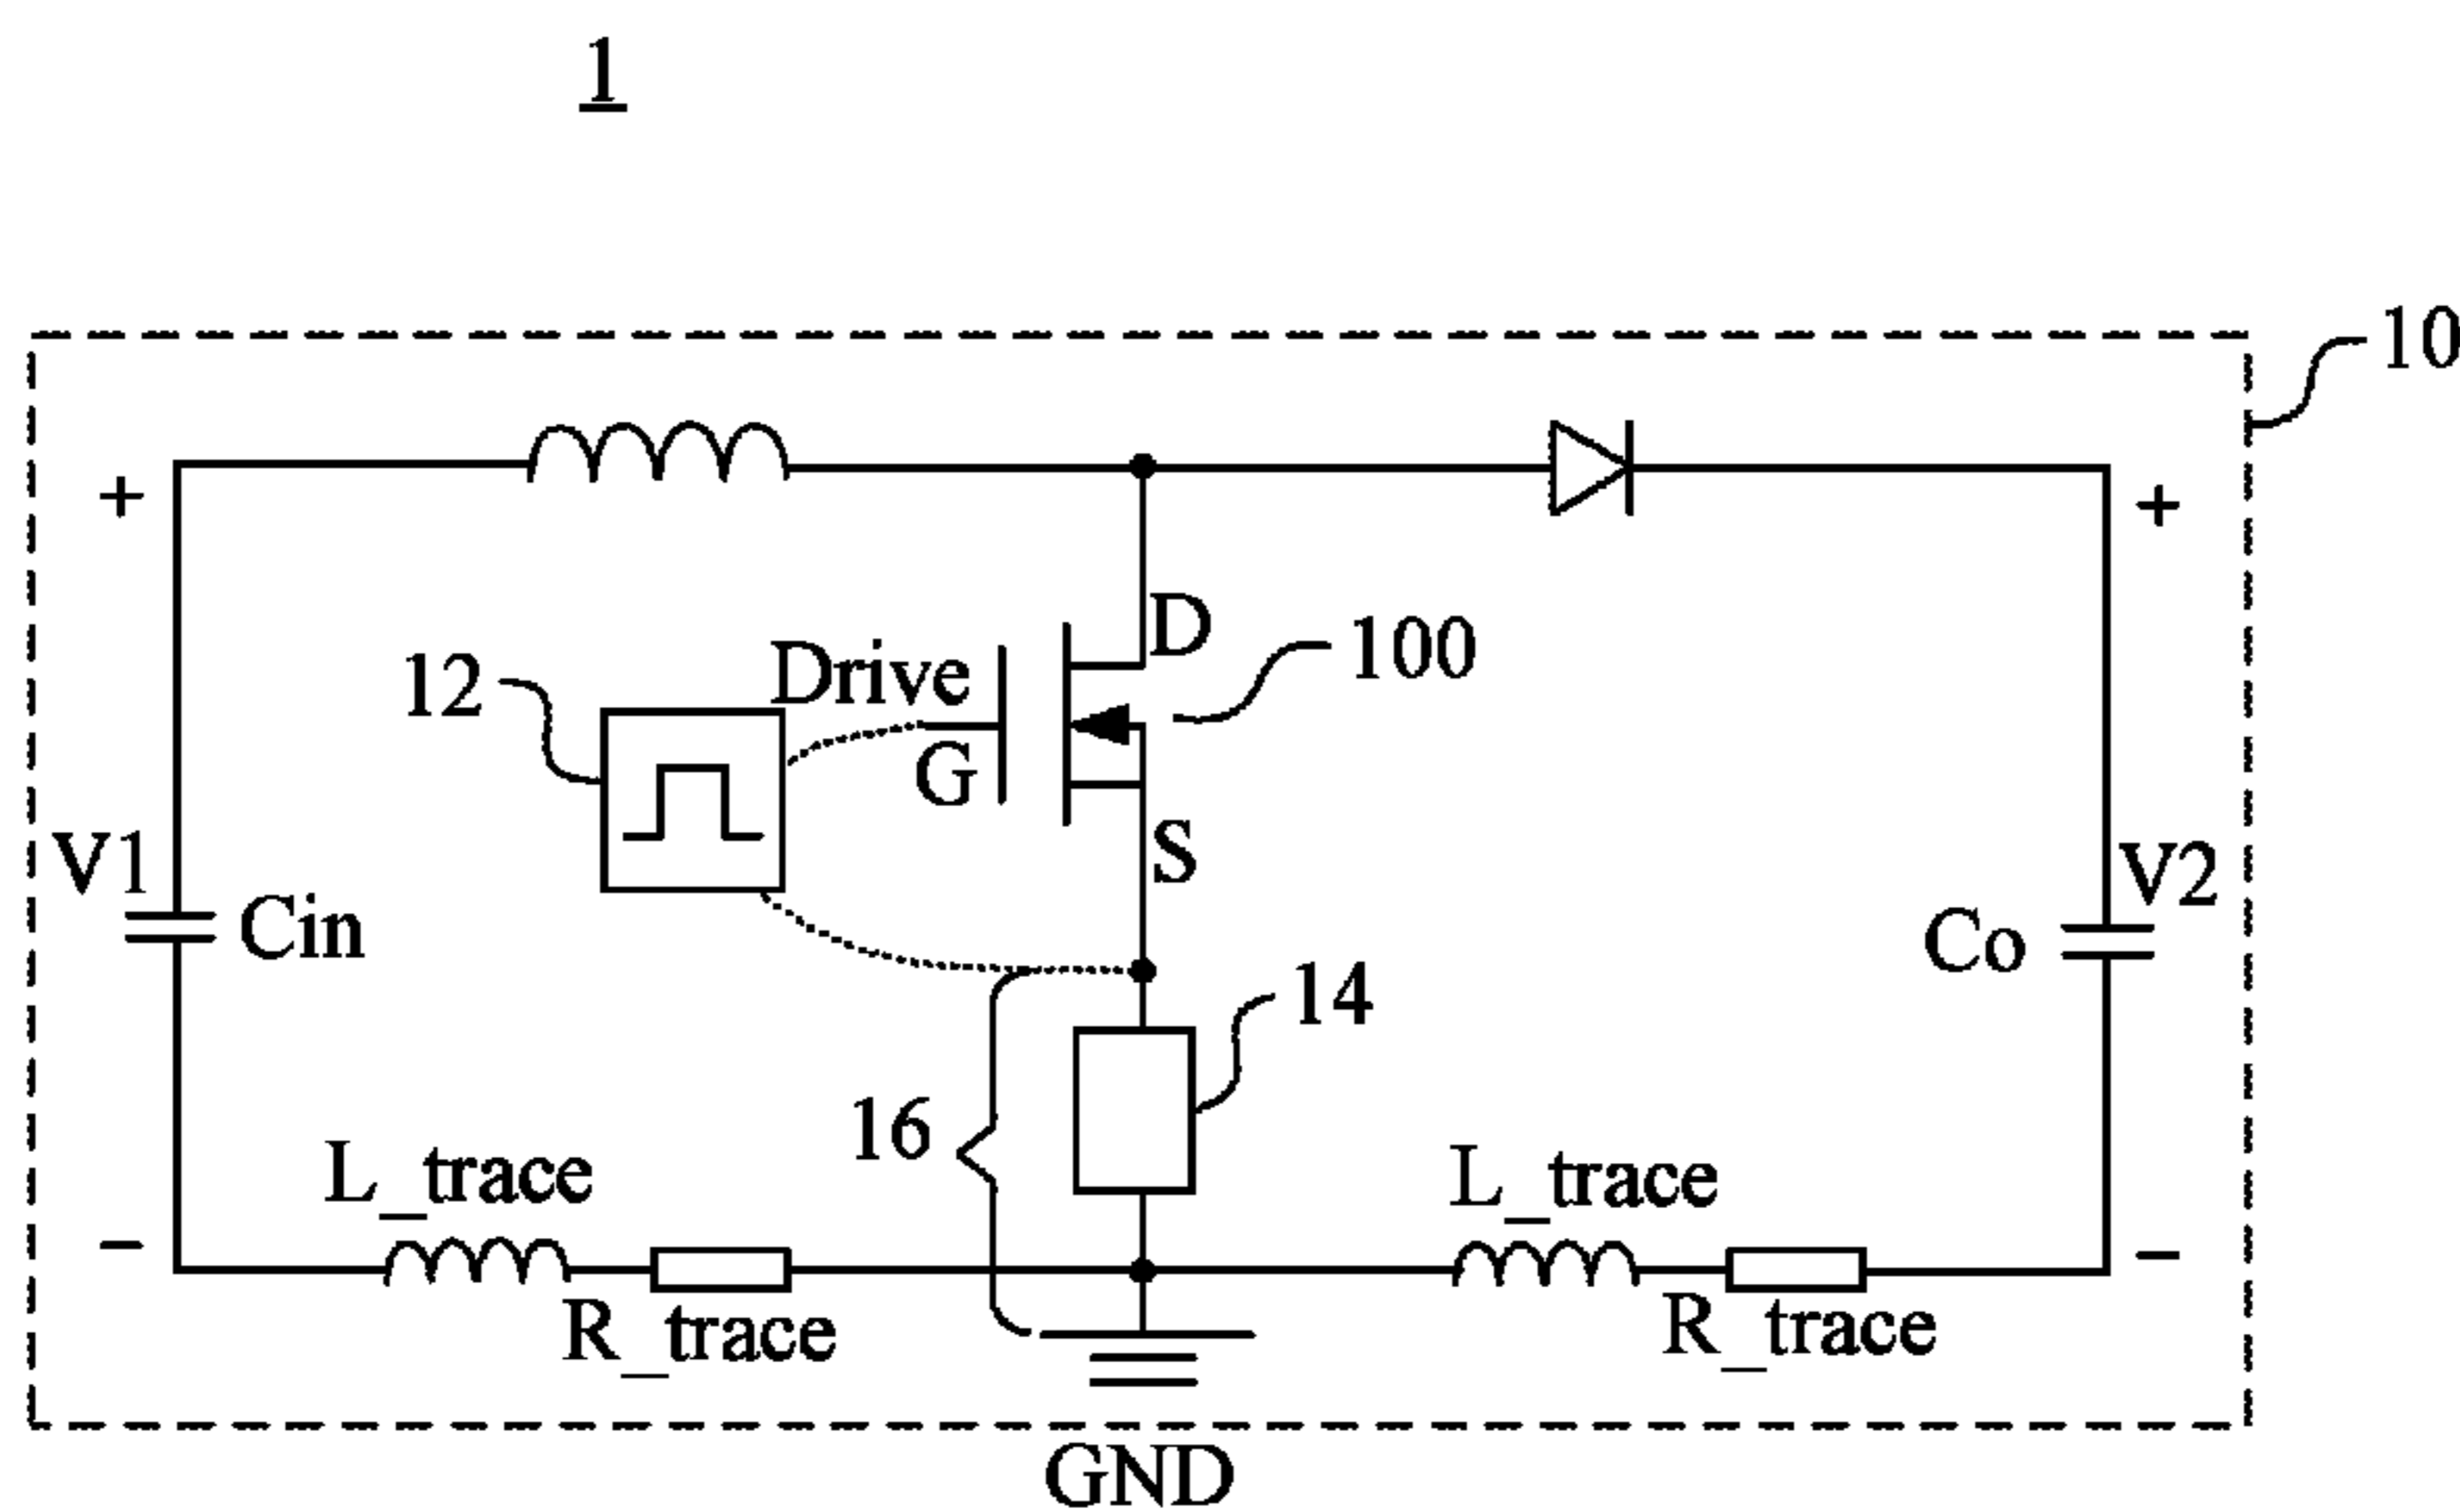 1
10
+
+
D
100
12
Drive
G
S
V1
Cin
V2
Co
14
16
L_trace
L_trace
−
−
R_trace
R_trace
GND